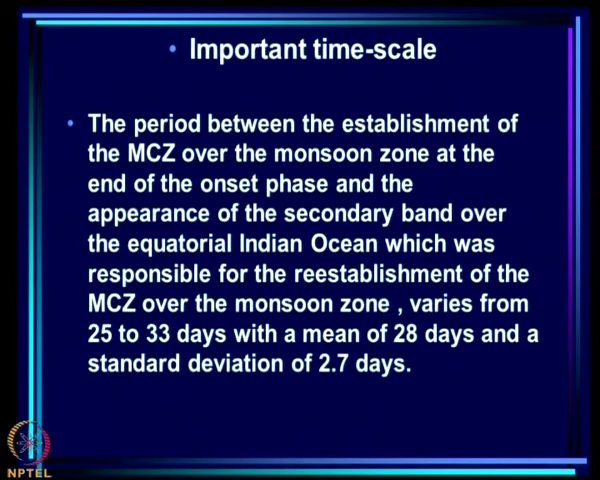 • Important time-scale
• The period between the establishment of
the MCZ over the monsoon zone at the
end of the onset phase and the
appearance of the secondary band over
the equatorial Indian Ocean which was
responsible for the reestablishment of the
MCZ over the monsoon zone , varies from
25 to 33 days with a mean of 28 days and a
standard deviation of 2.7 days.
NPTEL